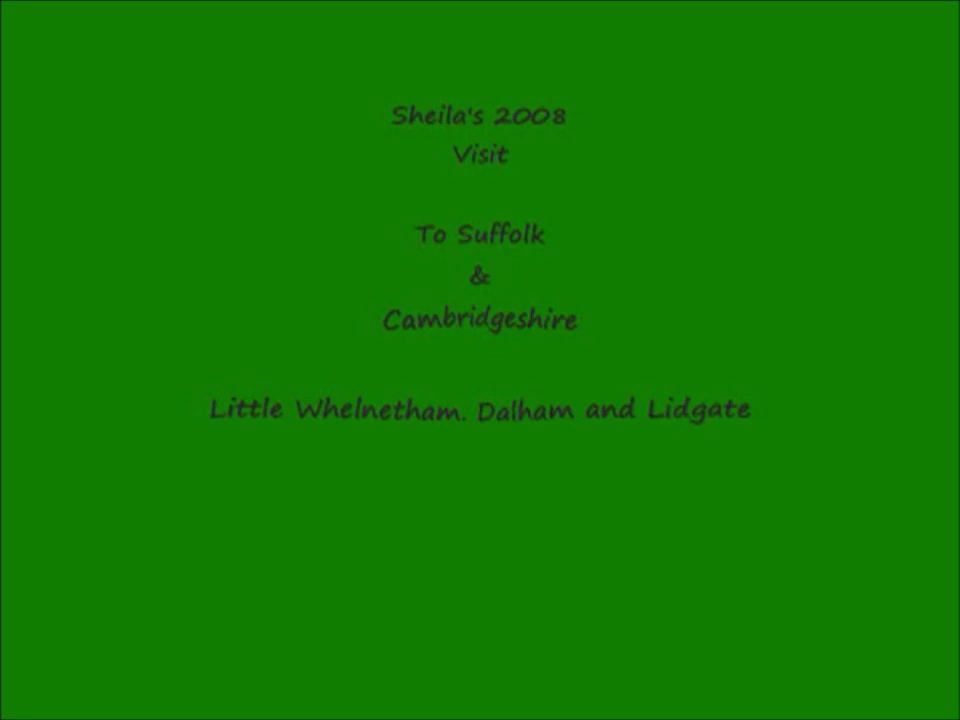 Sheila's 2008
Visit
To Suffolk
&
Cambridgeshire
Little Whelnetham. Dalham and Lidgate